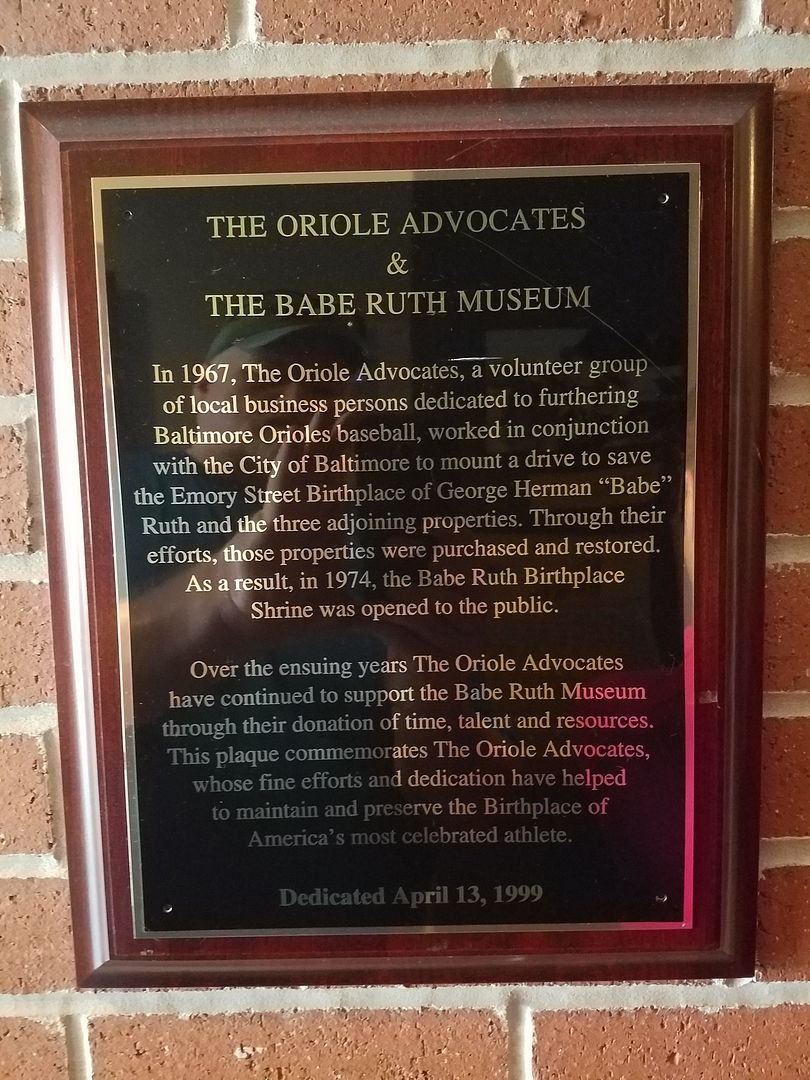 THE ORIOLE ADVOCATES
&
THE BABE RUTH MUSEUM
In 1967, The Oriole Advocates, a volunteer group
of local business persons dedicated to furthering
Baltimore Orioles baseball, worked in conjunction
with the City of Baltimore to mount a drive to save
the Emory Street Birthplace of George Herman “Babe”
Ruth and the three adjoining properties. Through their
efforts, those properties were purchased and restored.
As a result, in 1974, the Babe Ruth Birthplace
Shrine was opened to the public.
Over the ensuing years The Oriole Advocates
have continued to support the Babe Ruth Museum
through their donation of time, talent and resources.
This plaque commemorates The Oriole Advocates,
whose fine efforts and dedication have helped
to maintain and preserve the Birthplace of
America’s most celebrated athlete.
Dedicated April 13, 1999